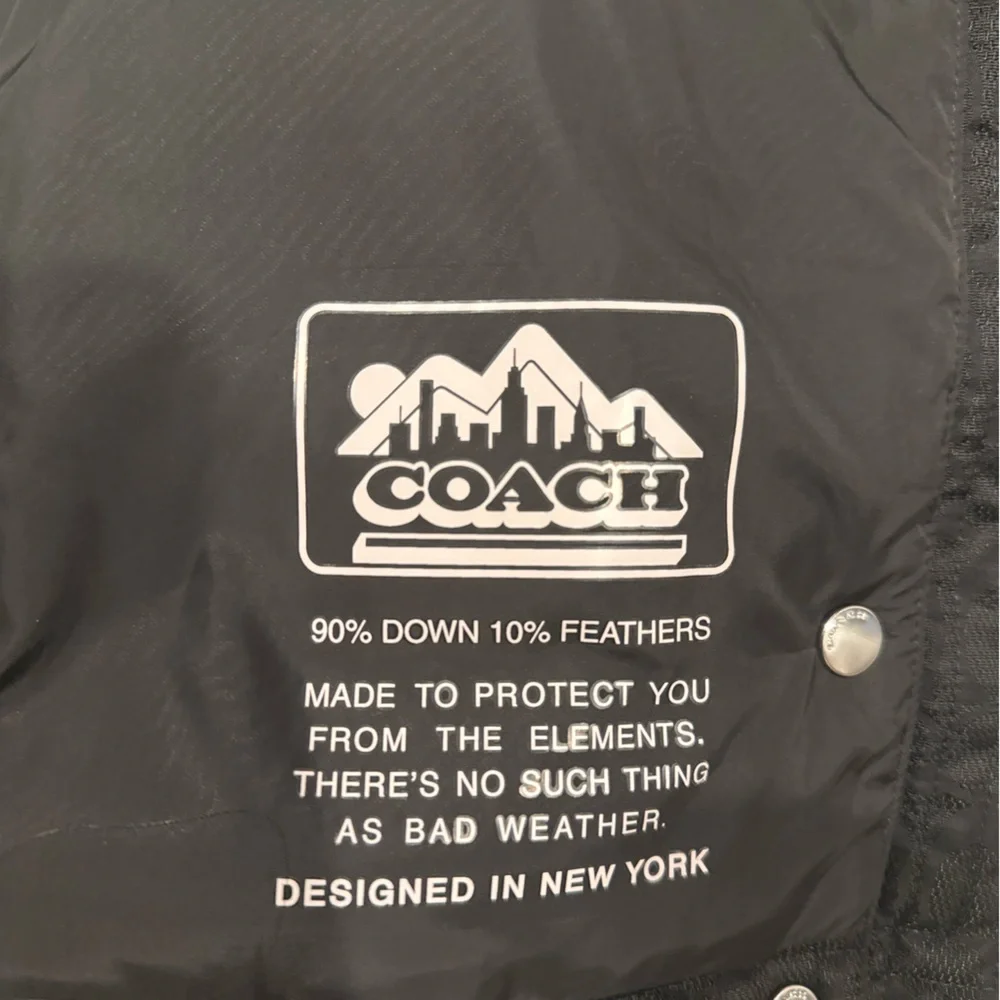 COACH
90% DOWN 10% FEATHERS
MADE TO PROTECT YOU
FROM THE ELEMENTS.
THERE'S NO SUCH THING
AS BAD WEATHER.
DESIGNED IN NEW YORK